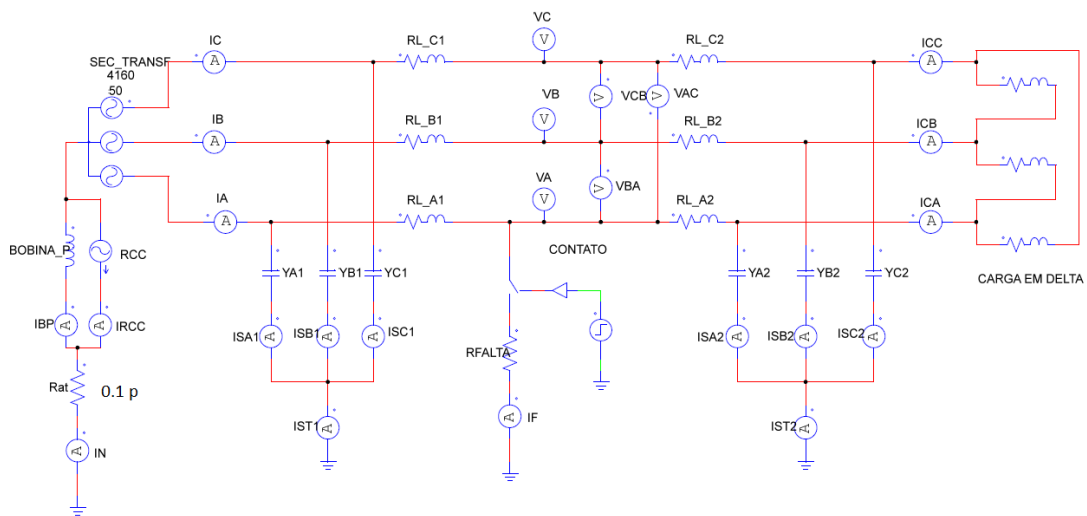 IC
RL_C1
VC
RL_C2
ICC
SEC_TRANSF
4160
50
VCB
VAC
IB
RL_B1
VB
RL_B2
ICB
IA
RL_A1
VA
VBA
RL_A2
ICA
BOBINA_P
RCC
YA1
YB1
YC1
CONTATO
YA2
YB2
YC2
CARGA EM DELTA
IBP
IRCC
ISA1
ISB1
ISC1
RFALTA
ISA2
ISB2
ISC2
Rat
0.1 p
IST1
IF
IST2
IN